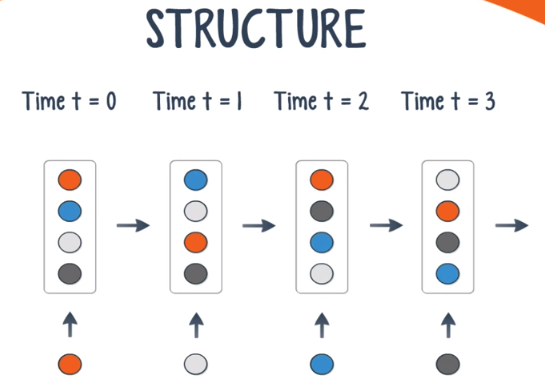 STRUCTURE
Time t = 0 Time t = 1 Time t = 2 Time t = 3